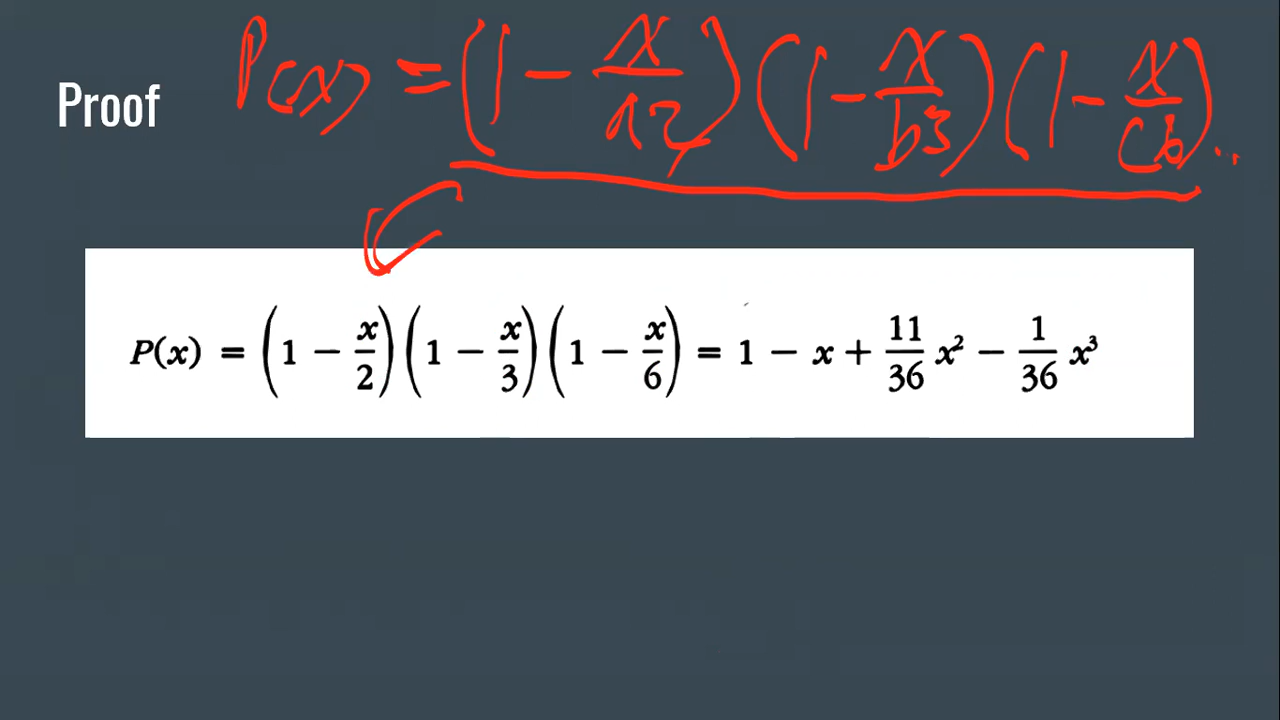 P(x) = (1 - x/a2)(1 - x/b3)(1 - x/c6)...
Proof
P(x) = (1 − x/2)(1 − x/3)(1 − x/6) = 1 − x + 11/36 x² − 1/36 x³